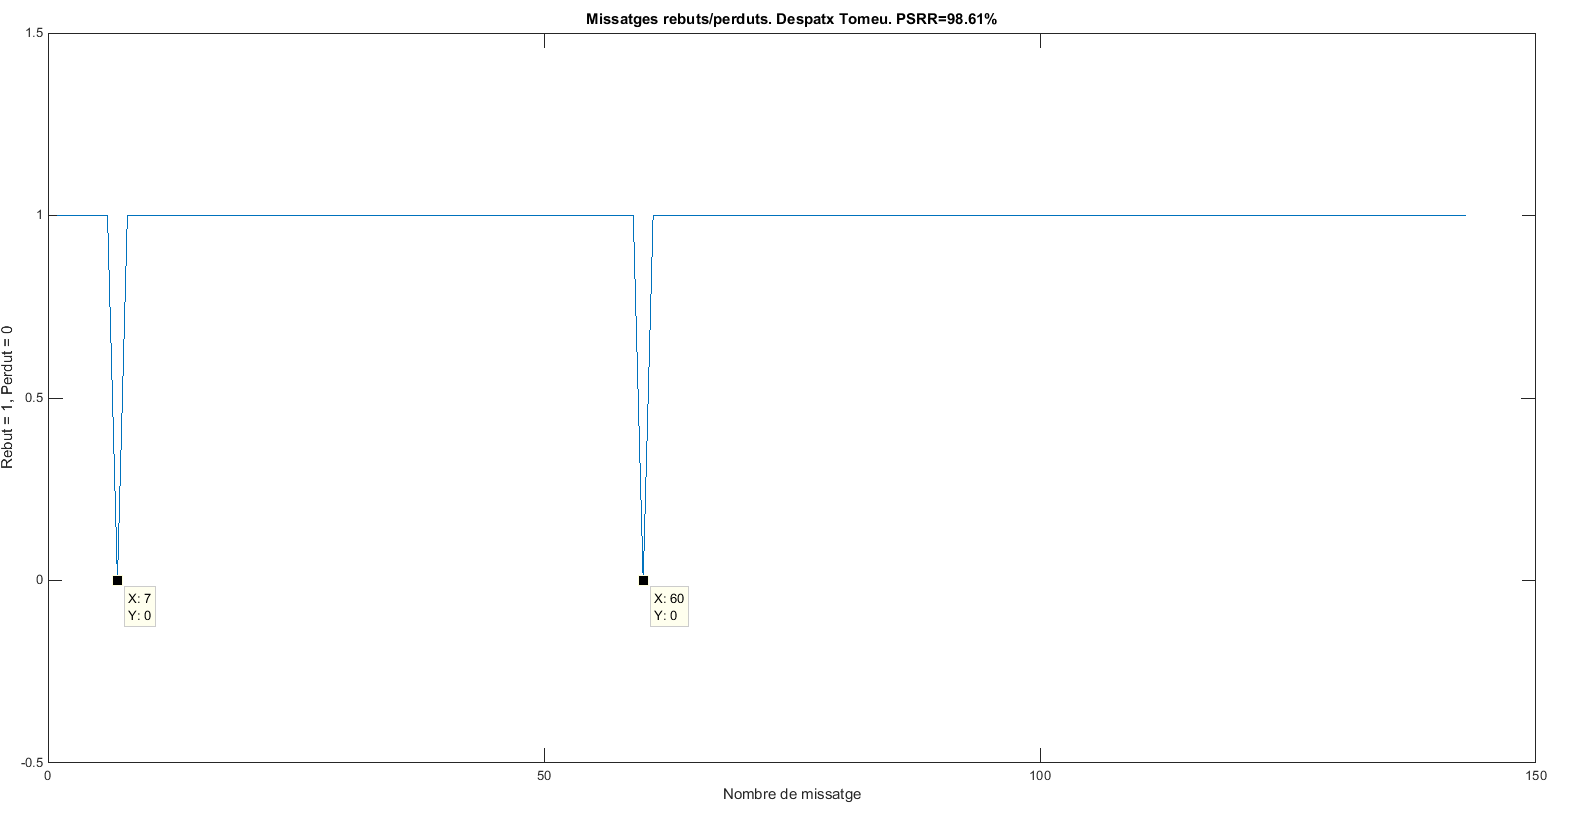 Missatges rebuts/perduts. Despatx Tomeu. PSRR=98.61%
1.5
1
0.5
0
-0.5
Rebut = 1, Perdut = 0
X: 7
Y: 0
X: 60
Y: 0
0
50
100
150
Nombre de missatge